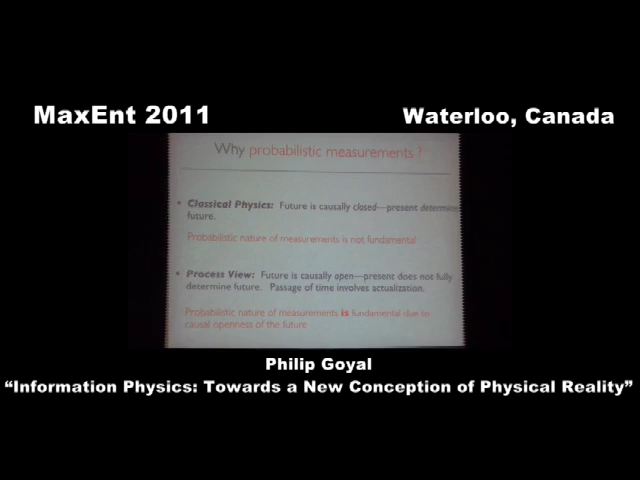 MaxEnt 2011 Waterloo, Canada
Why probabilistic measurements ?
• Classical Physics: Future is causally closed—present determine
future.
Probabilistic nature of measurements is not fundamental
• Process View: Future is causally open—present does not fully
determine future. Passage of time involves actualization.
Probabilistic nature of measurements is fundamental due to
causal openness of the future
Philip Goyal
“Information Physics: Towards a New Conception of Physical Reality”